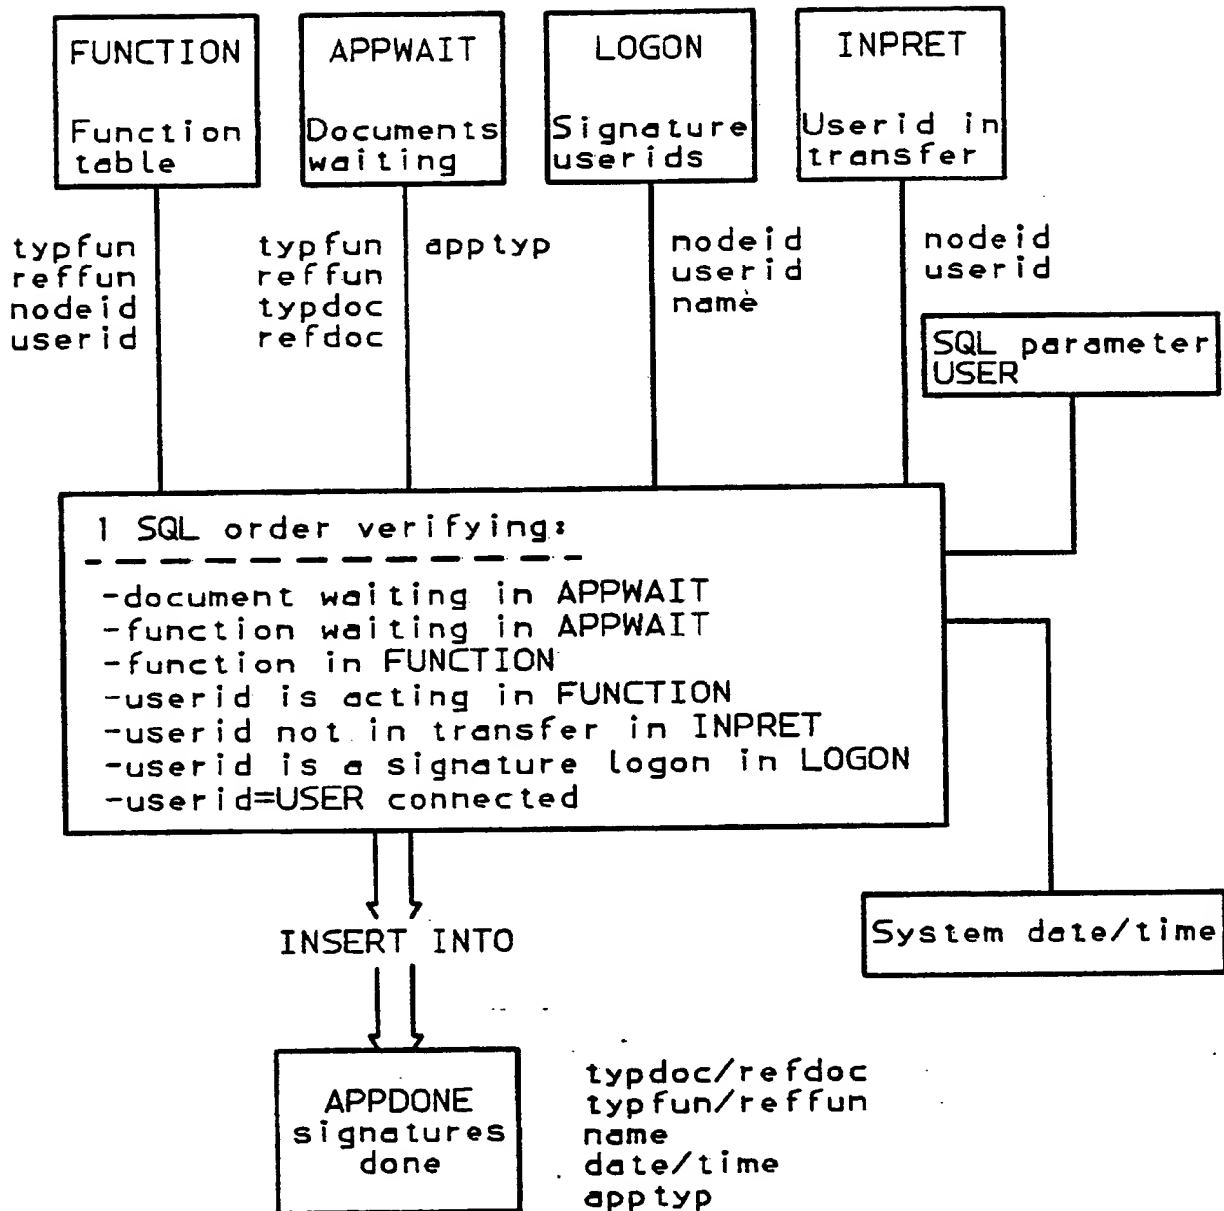 FUNCTION
Function
table
APPWAIT
Documents
waiting
LOGON
Signature
userids
INPRET
Userid in
transfer
typfun
reffun
nodeid
userid
typfun
reffun
typdoc
refdoc
apptyp
nodeid
userid
name
nodeid
userid
SQL parameter
USER
1 SQL order verifying:
-document waiting in APPWAIT
-function waiting in APPWAIT
-function in FUNCTION
-userid is acting in FUNCTION
-userid not in transfer in INPRET
-userid is a signature logon in LOGON
-userid=USER connected
System date/time
INSERT INTO
APPDONE
signatures
done
typdoc/refdoc
typfun/reffun
name
date/time
apptyp